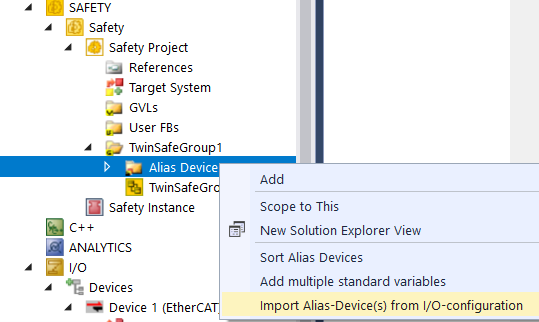 SAFETY
Safety
Safety Project
References
Target System
GVLs
User FBs
TwinSafeGroup1
Alias Device
TwinSafeGro
Safety Instance
C++
ANALYTICS
I/O
Devices
Device 1 (EtherCAT)
Add
Scope to This
New Solution Explorer View
Sort Alias Devices
Add multiple standard variables
Import Alias-Device(s) from I/O-configuration